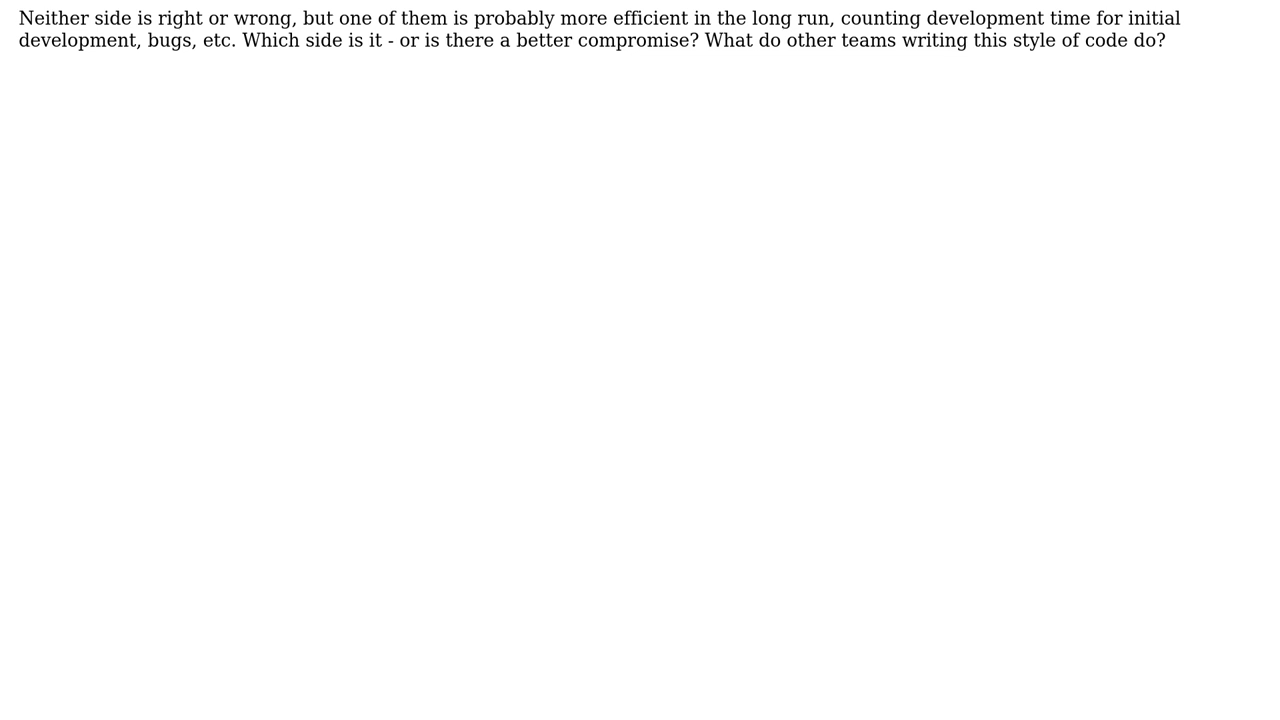 Neither side is right or wrong, but one of them is probably more efficient in the long run, counting development time for initial
development, bugs, etc. Which side is it - or is there a better compromise? What do other teams writing this style of code do?